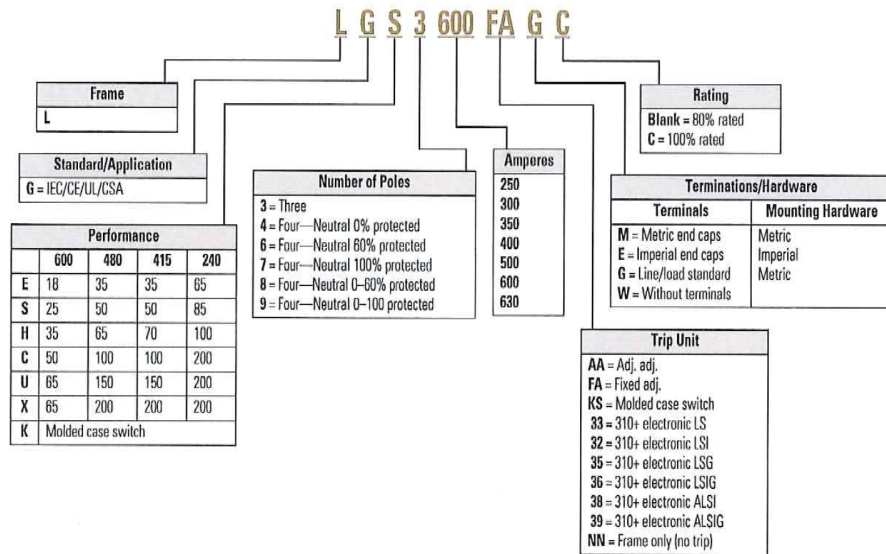 L G S 3 600 FA G C
Frame
L
Standard/Application
G = IEC/CE/UL/CSA
Performance
600 480 415 240
E 18 35 35 65
S 25 50 50 85
H 35 65 70 100
C 50 100 100 200
U 65 150 150 200
X 65 200 200 200
K Molded case switch
Number of Poles
3 = Three
4 = Four—Neutral 0% protected
6 = Four—Neutral 60% protected
7 = Four—Neutral 100% protected
8 = Four—Neutral 0–60% protected
9 = Four—Neutral 0–100 protected
Amperes
250
300
350
400
500
600
630
Rating
Blank = 80% rated
C = 100% rated
Terminations/Hardware
Terminals Mounting Hardware
M = Metric end caps Metric
E = Imperial end caps Imperial
G = Line/load standard Metric
W = Without terminals
Trip Unit
AA = Adj. adj.
FA = Fixed adj.
KS = Molded case switch
33 = 310+ electronic LS
32 = 310+ electronic LSI
35 = 310+ electronic LSG
36 = 310+ electronic LSIG
38 = 310+ electronic ALSI
39 = 310+ electronic ALSIG
NN = Frame only (no trip)